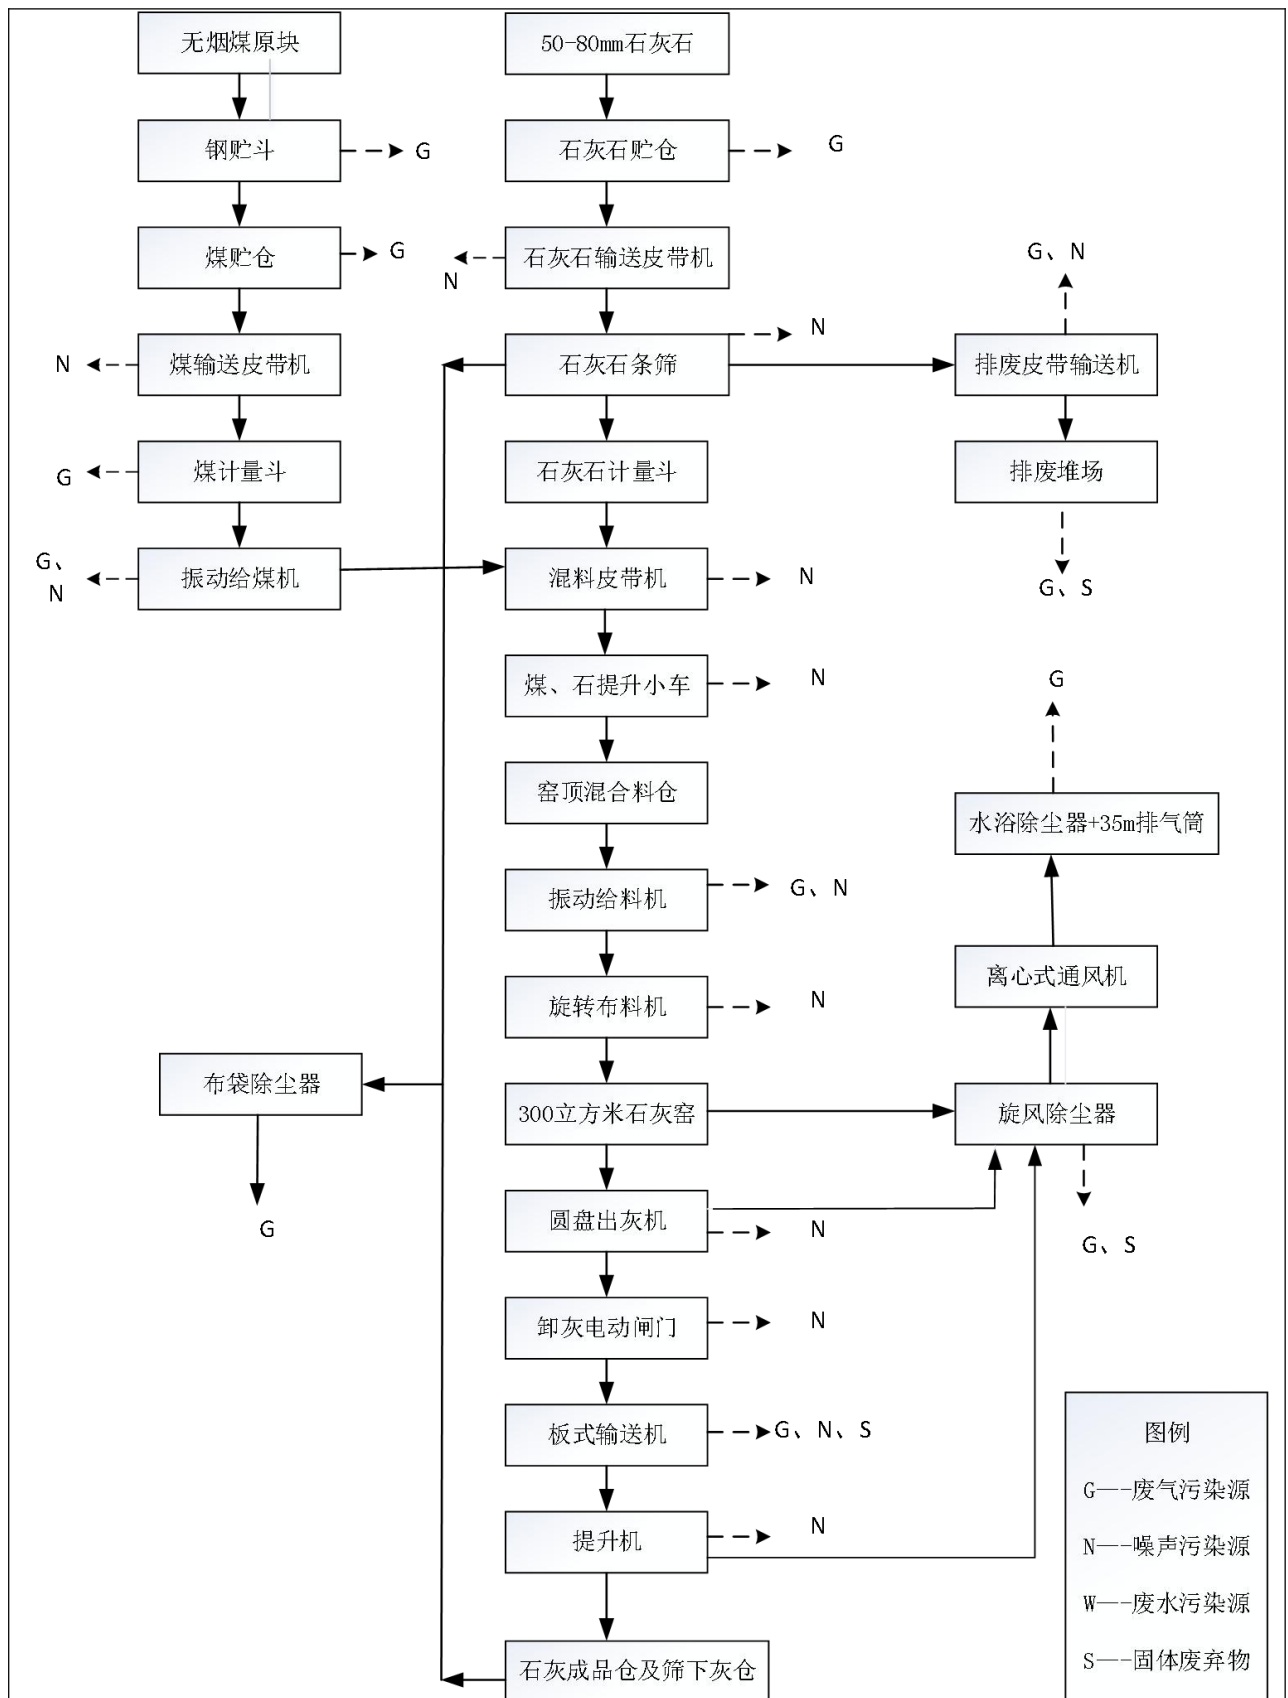 无烟煤原块
50-80mm石灰石
钢贮斗
G
石灰石贮仓
G
煤贮仓
G
N
石灰石输送皮带机
G、N
N
煤输送皮带机
石灰石条筛
N
排废皮带输送机
G
煤计量斗
石灰石计量斗
排废堆场
G、
N
振动给煤机
混料皮带机
N
G、S
煤、石提升小车
N
G
窑顶混合料仓
水浴除尘器+35m排气筒
振动给料机
G、N
旋转布料机
N
离心式通风机
布袋除尘器
300立方米石灰窑
旋风除尘器
G
圆盘出灰机
N
G、S
卸灰电动闸门
N
板式输送机
G、N、S
提升机
N
石灰成品仓及筛下灰仓
图例
G——废气污染源
N——噪声污染源
W——废水污染源
S——固体废弃物